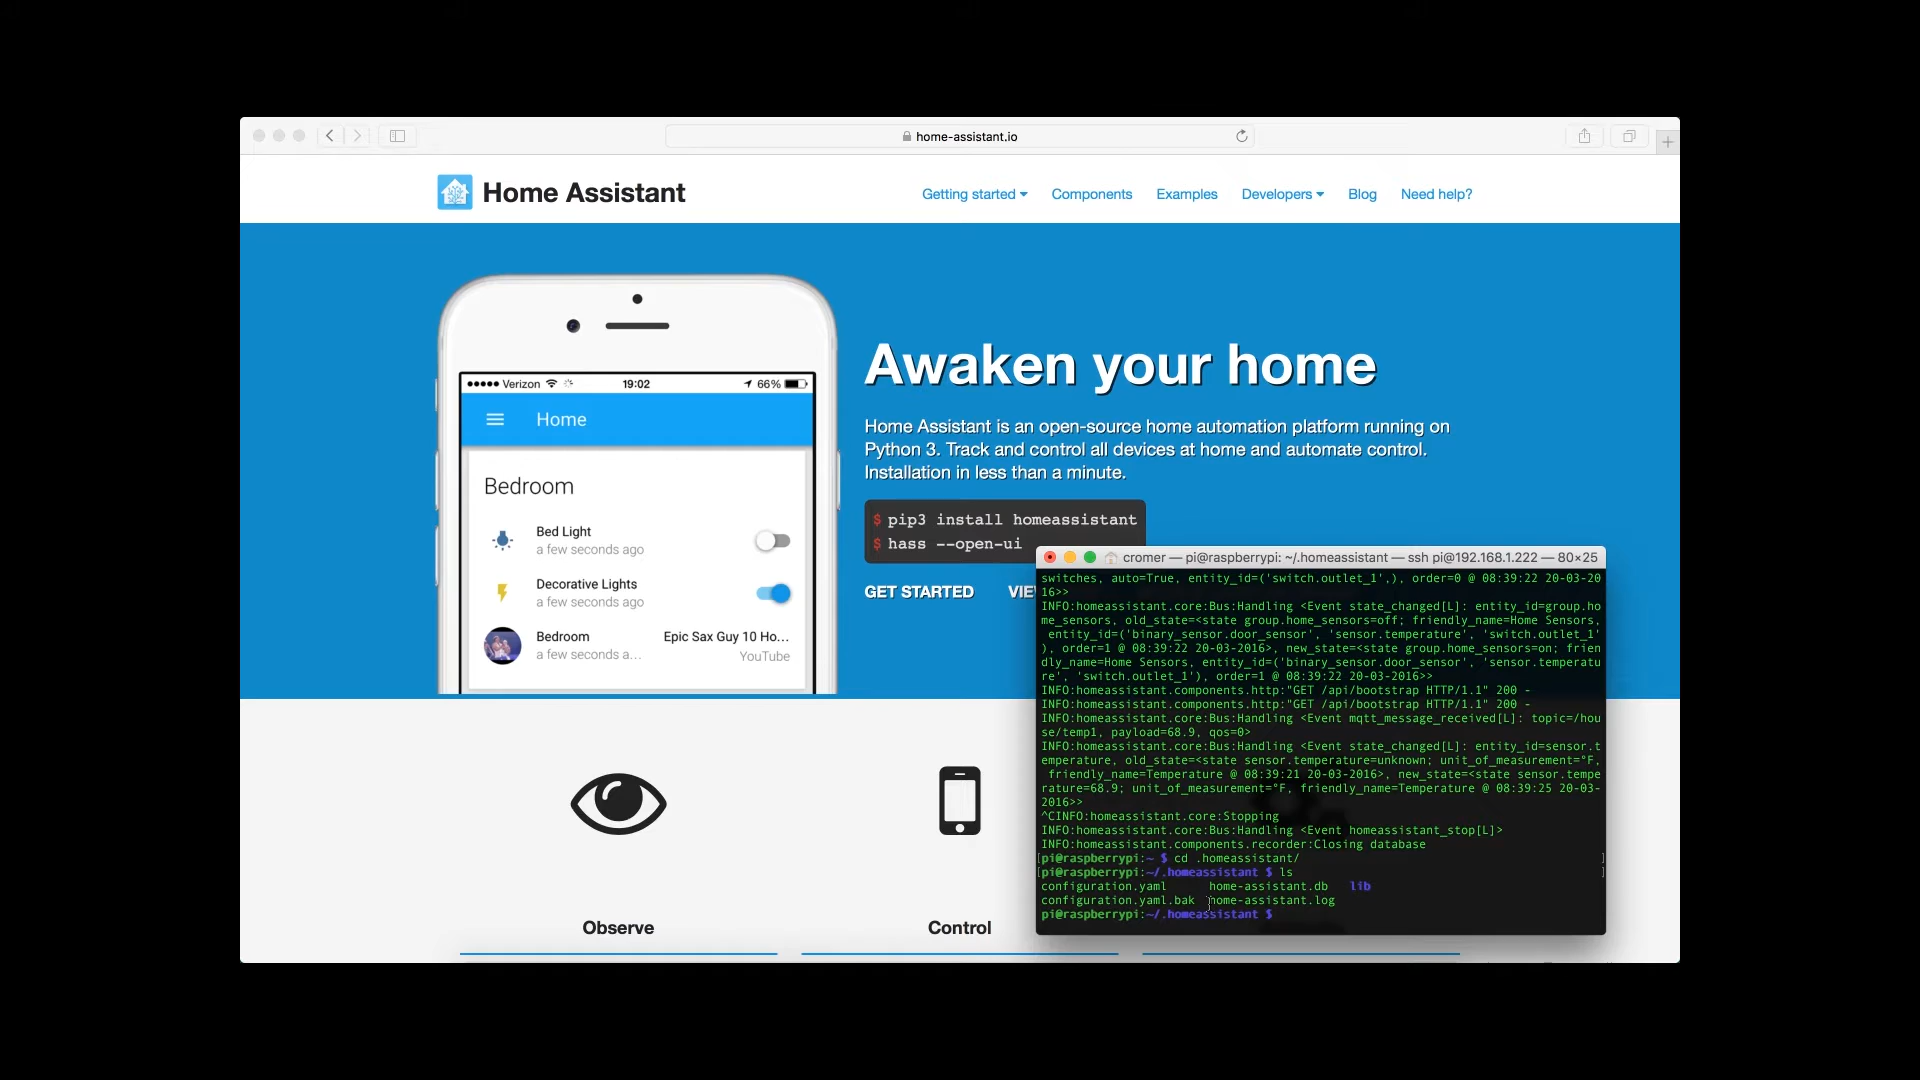 home-assistant.io
Home Assistant
Getting started Components Examples Developers Blog Need help?
Verizon 19:02 66%
Home
Bedroom
Bed Light
a few seconds ago
Decorative Lights
a few seconds ago
Bedroom Epic Sax Guy 10 Ho...
a few seconds a... YouTube
Awaken your home
Home Assistant is an open-source home automation platform running on
Python 3. Track and control all devices at home and automate control.
Installation in less than a minute.
$ pip3 install homeassistant
$ hass --open-ui
GET STARTED
Observe
Control
cromer — pi@raspberrypi: ~/.homeassistant — ssh pi@192.168.1.222 — 80×25
switches, auto=True, entity_id=('switch.outlet_1',), order=0 @ 08:39:22 20-03-20
16>>
INFO:homeassistant.core:Bus:Handling <Event state_changed[L]: entity_id=group.ho
me_sensors, old_state=<state group.home_sensors=off; friendly_name=Home Sensors,
entity_id=('binary_sensor.door_sensor', 'sensor.temperature', 'switch.outlet_1'
), order=1 @ 08:39:22 20-03-2016>, new_state=<state group.home_sensors=on; frien
dly_name=Home Sensors, entity_id=('binary_sensor.door_sensor', 'sensor.temperatu
re', 'switch.outlet_1'), order=1 @ 08:39:22 20-03-2016>>
INFO:homeassistant.components.http:"GET /api/bootstrap HTTP/1.1" 200 -
INFO:homeassistant.components.http:"GET /api/bootstrap HTTP/1.1" 200 -
INFO:homeassistant.core:Bus:Handling <Event mqtt_message_received[L]: topic=/hou
se/temp1, payload=68.9, qos=0>
INFO:homeassistant.core:Bus:Handling <Event state_changed[L]: entity_id=sensor.t
emperature, old_state=<state sensor.temperature=unknown; unit_of_measurement=°F,
friendly_name=Temperature @ 08:39:21 20-03-2016>, new_state=<state sensor.tempe
rature=68.9; unit_of_measurement=°F, friendly_name=Temperature @ 08:39:25 20-03-
2016>>
^CINFO:homeassistant.core:Stopping
INFO:homeassistant.core:Bus:Handling <Event homeassistant_stop[L]>
INFO:homeassistant.components.recorder:Closing database
[pi@raspberrypi:~ $ cd .homeassistant/ ]
[pi@raspberrypi:~/.homeassistant $ ls ]
configuration.yaml home-assistant.db lib
configuration.yaml.bak home-assistant.log
pi@raspberrypi:~/.homeassistant $